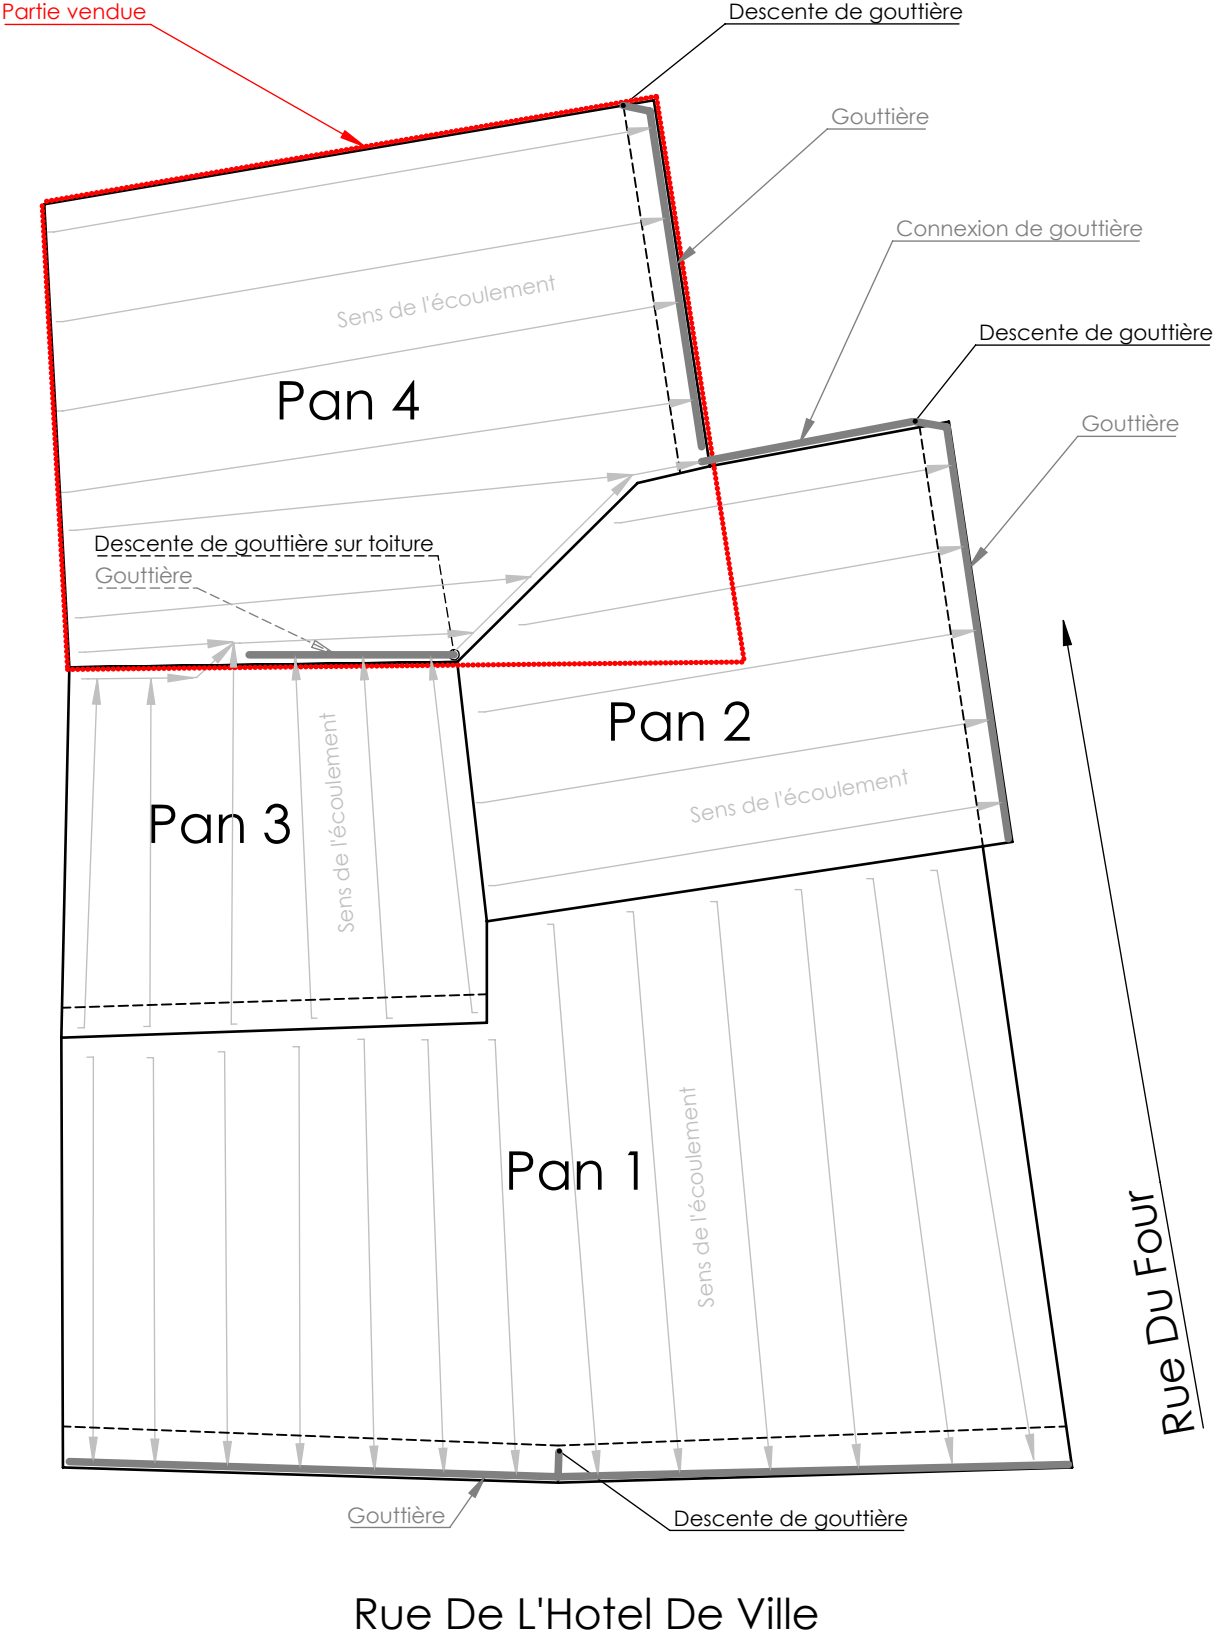 Partie vendue
Descente de gouttière
Gouttière
Connexion de gouttière
Sens de l'écoulement
Descente de gouttière
Pan 4
Gouttière
Descente de gouttière sur toiture
Gouttière
Pan 2
Sens de l'écoulement
Pan 3
Sens de l'écoulement
Pan 1
Sens de l'écoulement
Rue Du Four
Gouttière
Descente de gouttière
Rue De L'Hotel De Ville